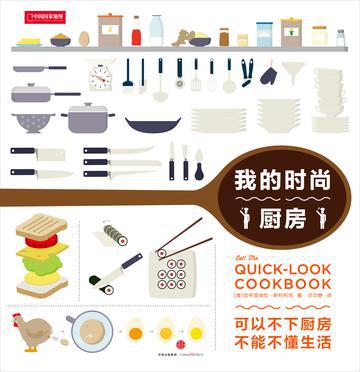 中国国家地理
我的时尚
厨房
Eat! The
QUICK-LOOK
COOKBOOK
可以不下厨房
不能不懂生活